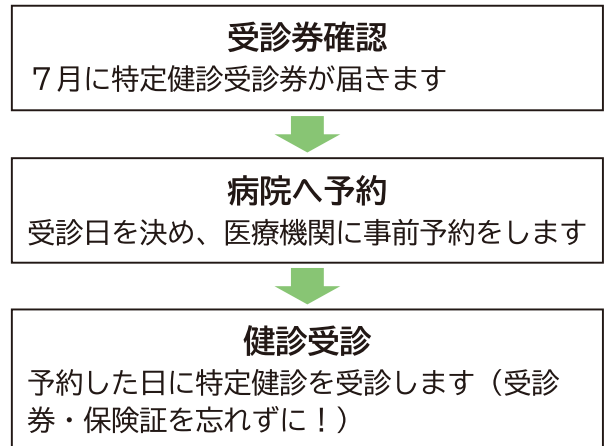 受診券確認
７月に特定健診受診券が届きます
病院へ予約
受診日を決め、医療機関に事前予約をします
健診受診
予約した日に特定健診を受診します（受診
券・保険証を忘れずに！）